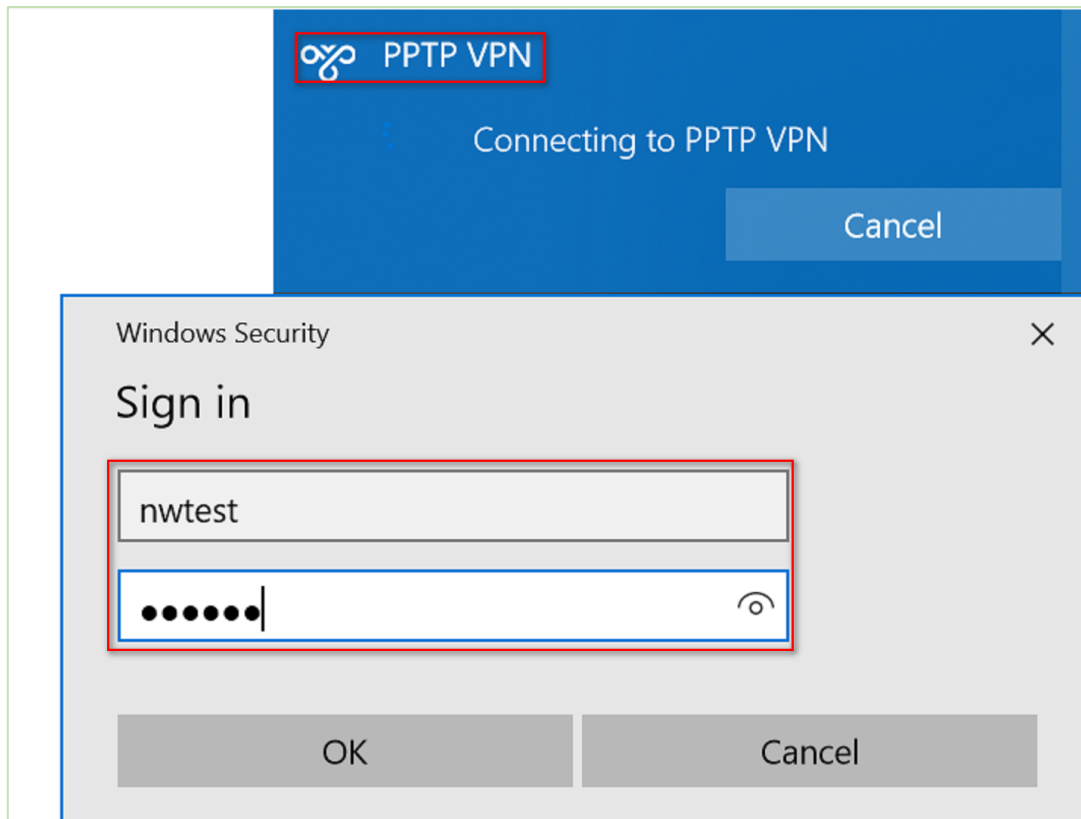 PPTP VPN
Connecting to PPTP VPN
Cancel
Windows Security
Sign in
nwtest
●●●●●●
OK
Cancel